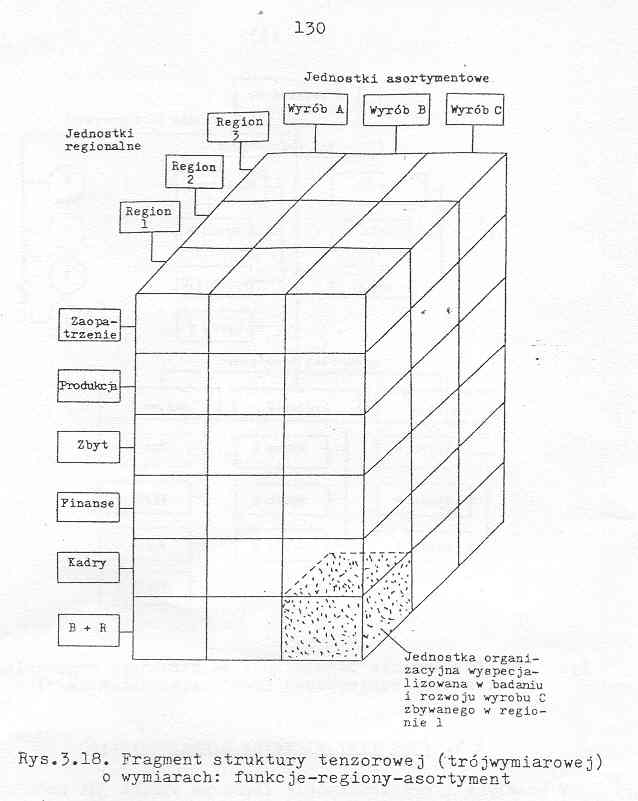 130
Jednostki asortymentowe
Wyrób A
Wyrób B
Wyrób C
Jednostki
regionalne
Region
3
Region
2
Region
1
Zaopa-
trzenie
Produkcja
Zbyt
Finanse
Kadry
B + R
Jednostka organi-
zacyjna wyspecja-
lizowana w badaniu
i rozwoju wyrobu C
zbywanego w regio-
nie 1
Rys.3.18. Fragment struktury tenzorowej (trójwymiarowej)
o wymiarach: funkcje-regiony-asortyment